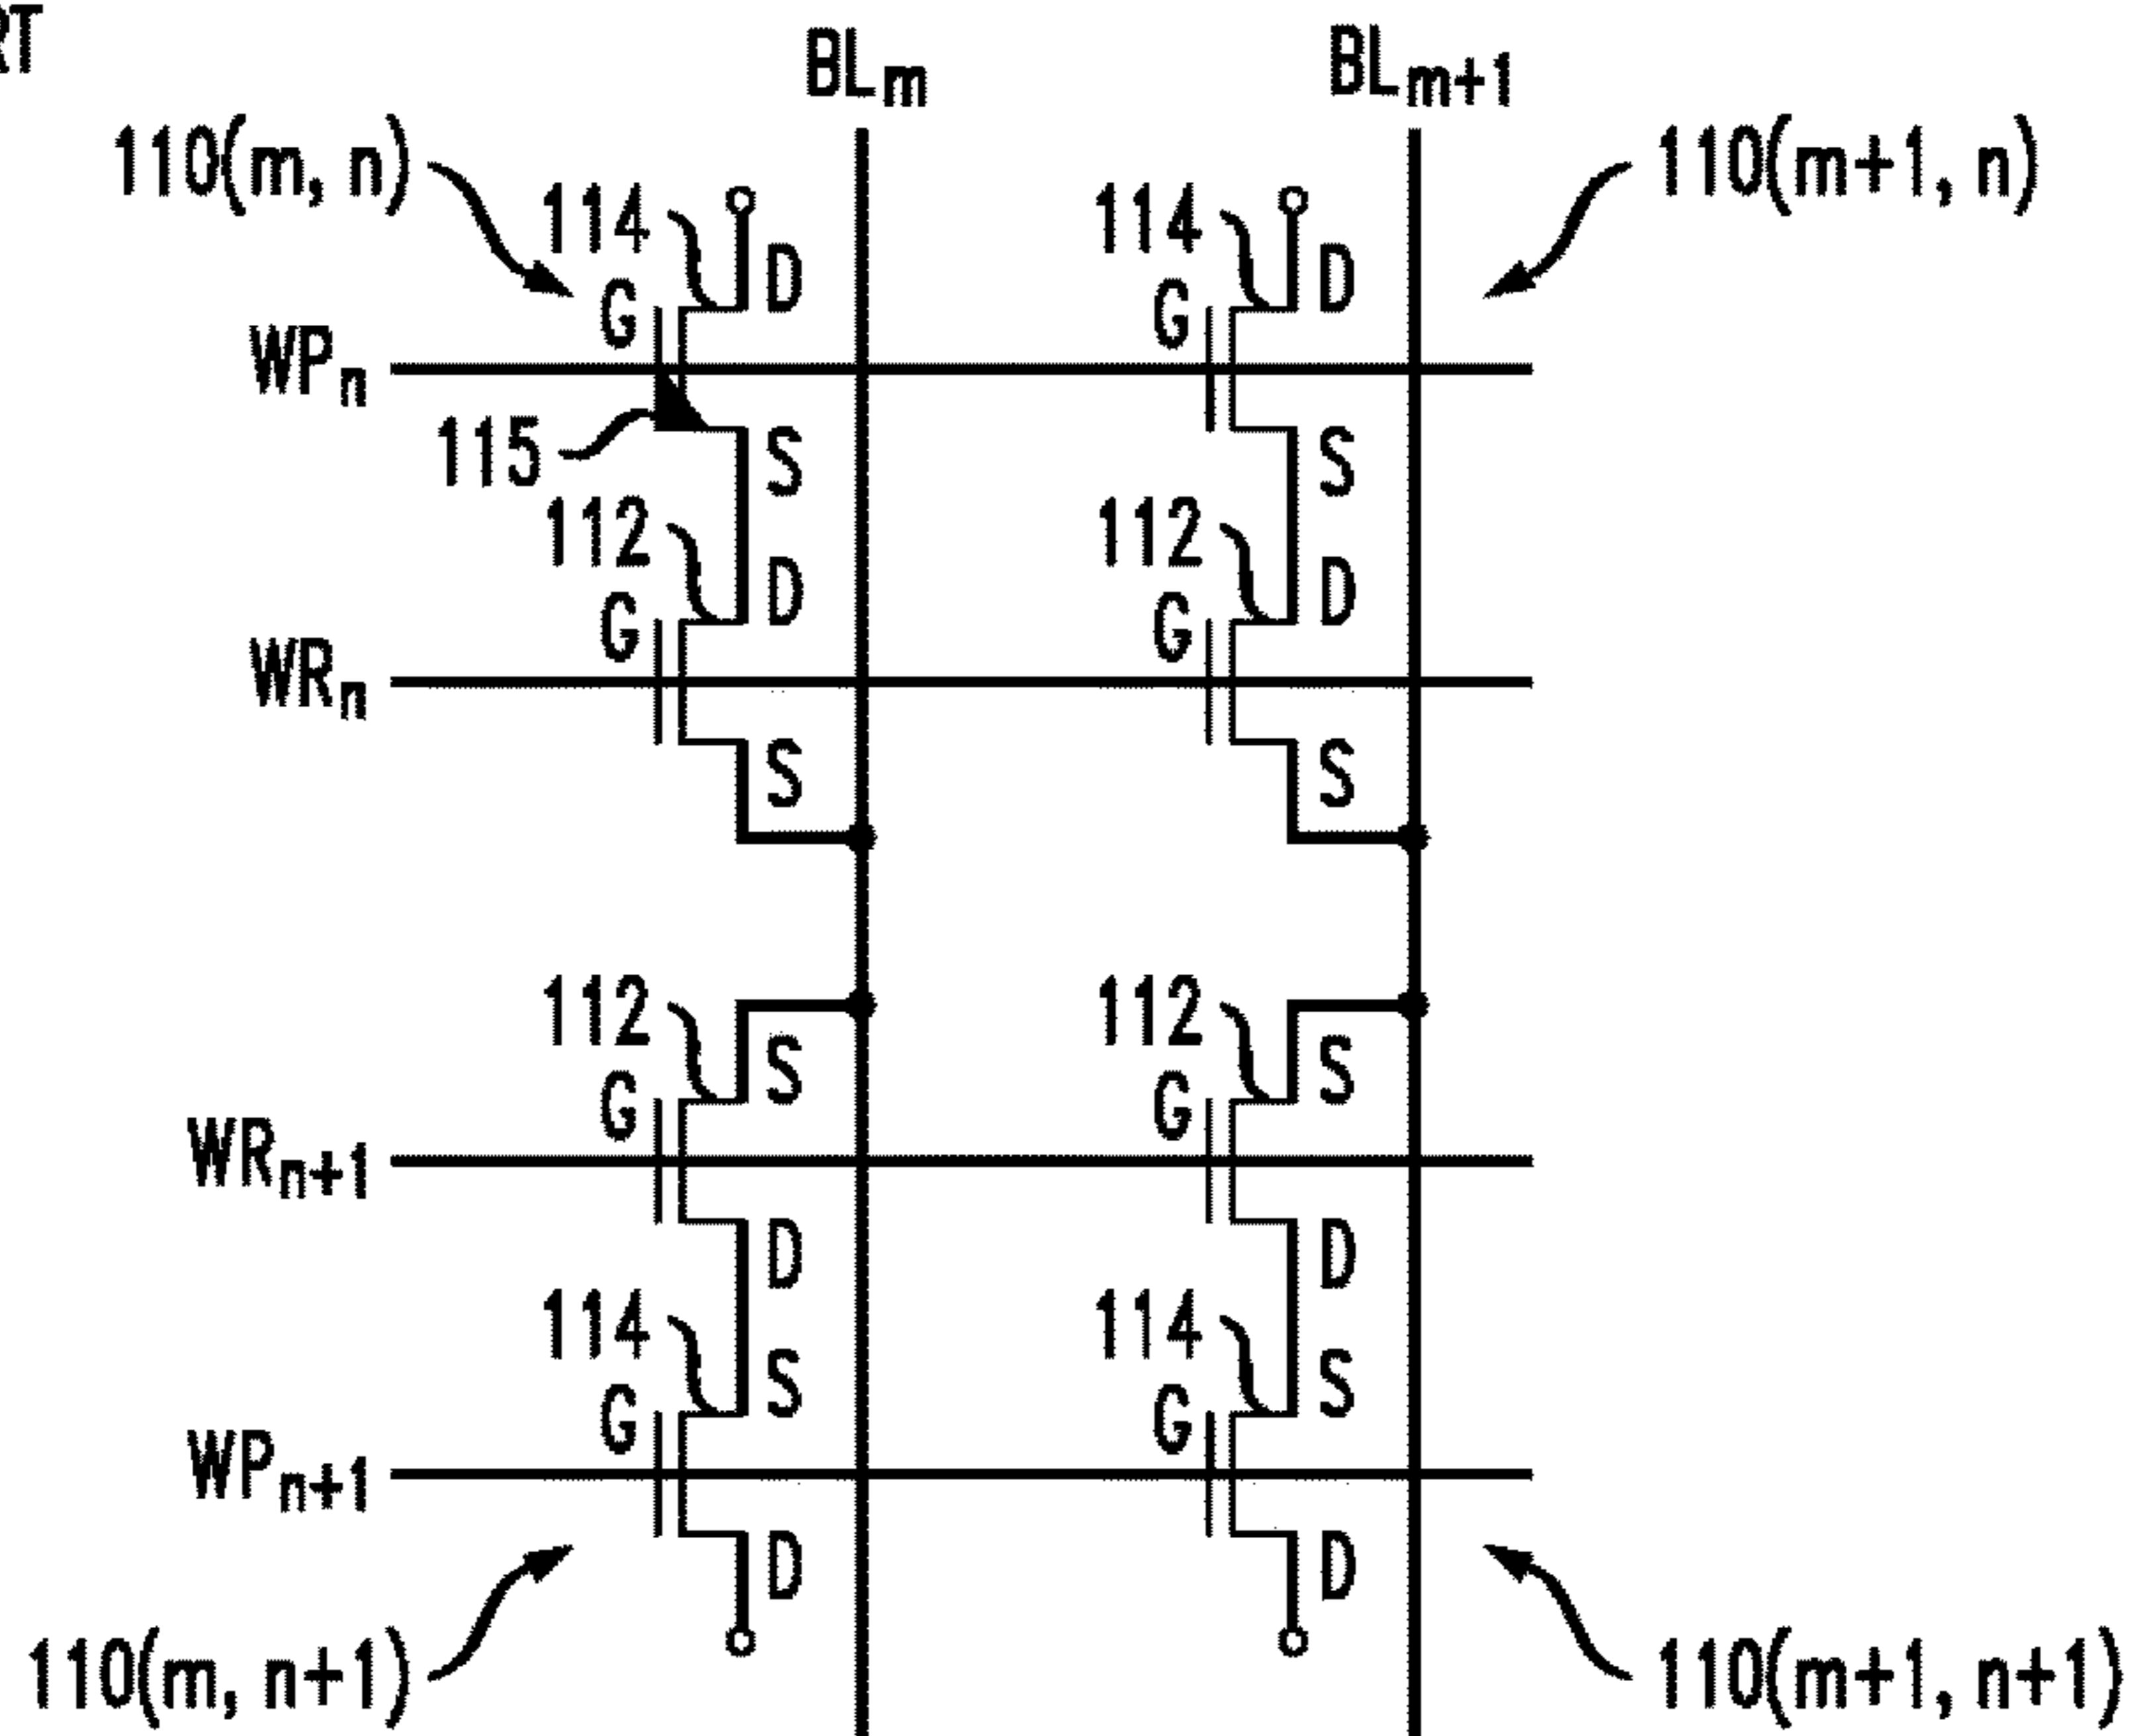 RT
BLm BLm+1
110(m, n) 110(m+1, n)
114 D 114 D
G G
WPn
115 S S
112 D 112 D
G G
WRn
S S
112 S 112 S
G G
WRn+1
D D
114 S 114 S
G G
WPn+1
D D
110(m, n+1) 110(m+1, n+1)